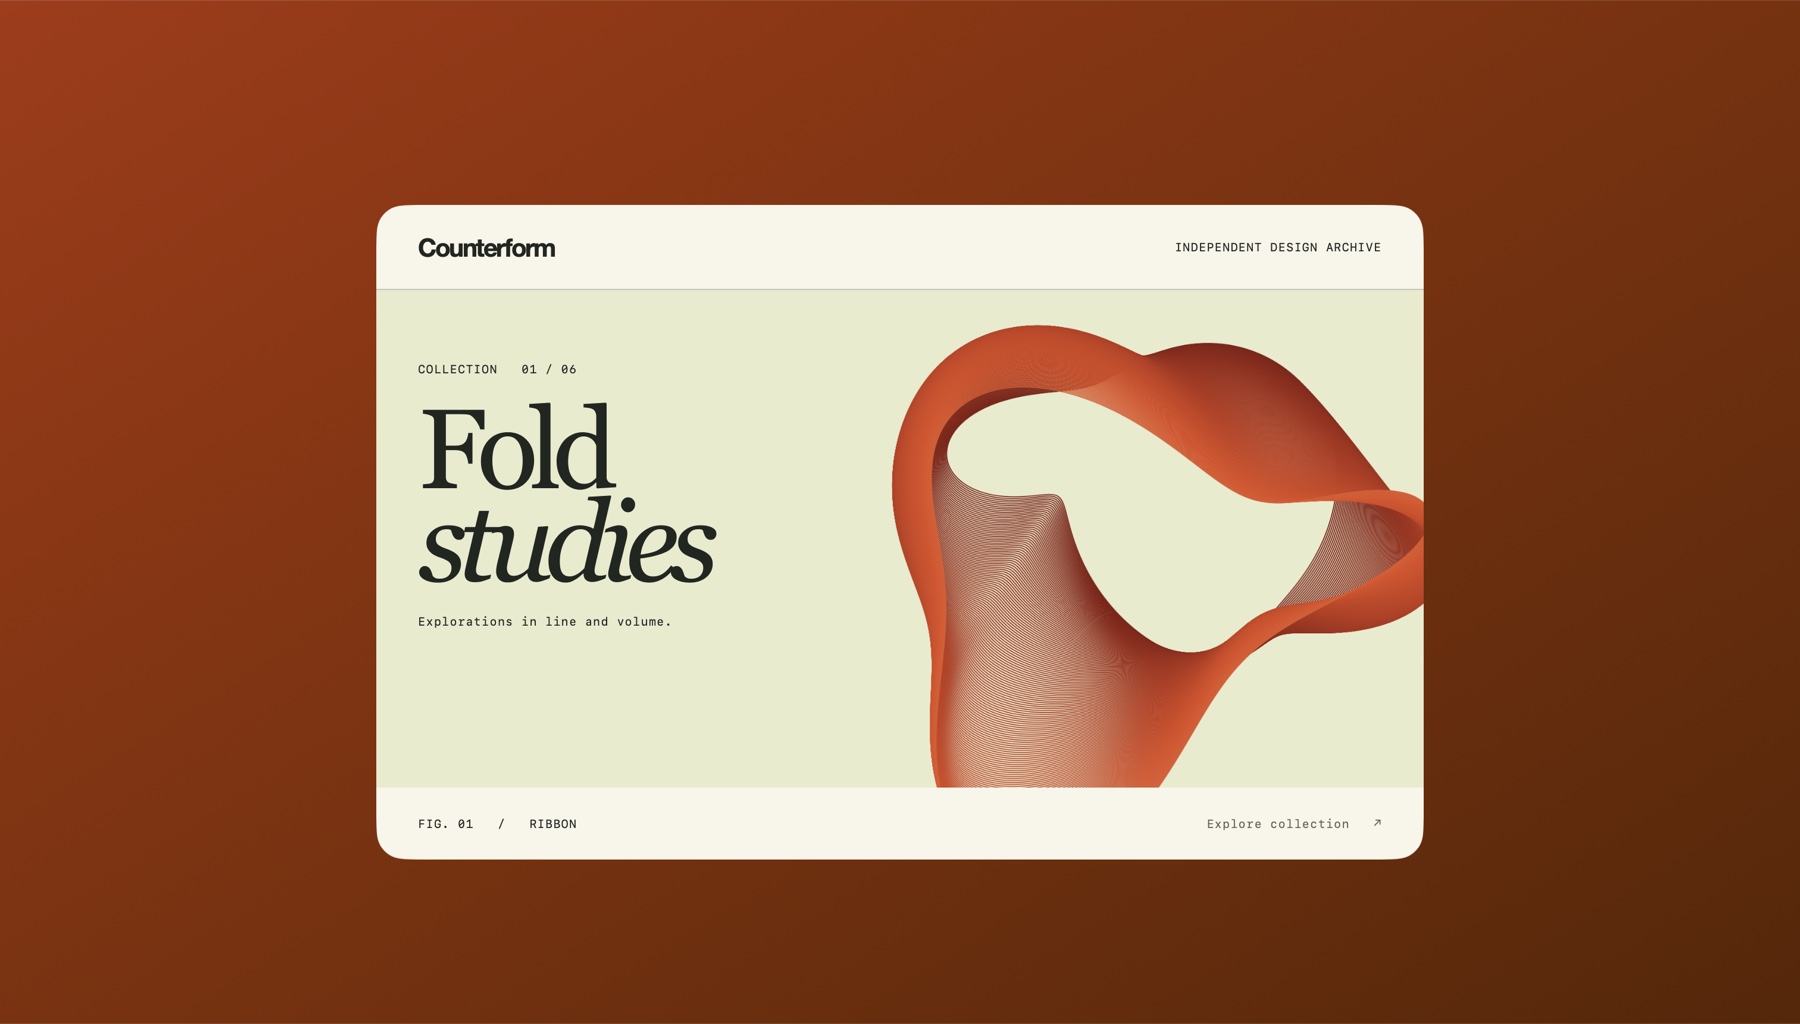 Counterform
INDEPENDENT DESIGN ARCHIVE
COLLECTION 01 / 06
Fold
studies
Explorations in line and volume.
FIG. 01 / RIBBON
Explore collection ↗